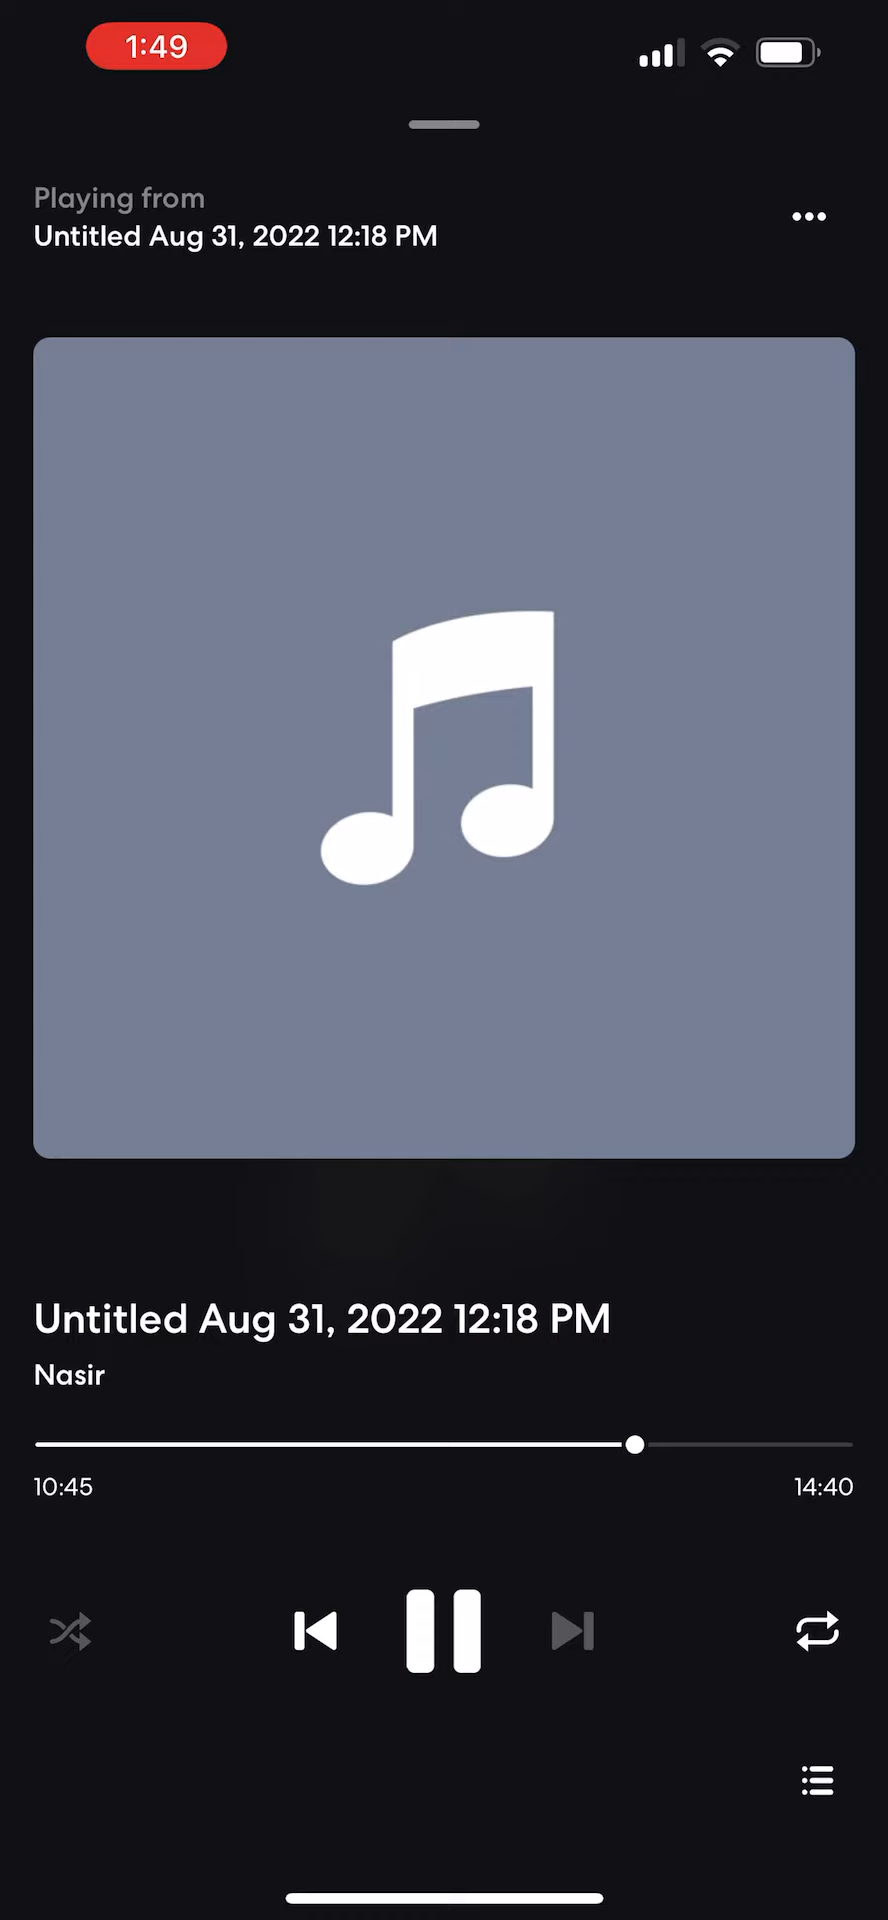 1:49
Playing from
Untitled Aug 31, 2022 12:18 PM
Untitled Aug 31, 2022 12:18 PM
Nasir
10:45
14:40